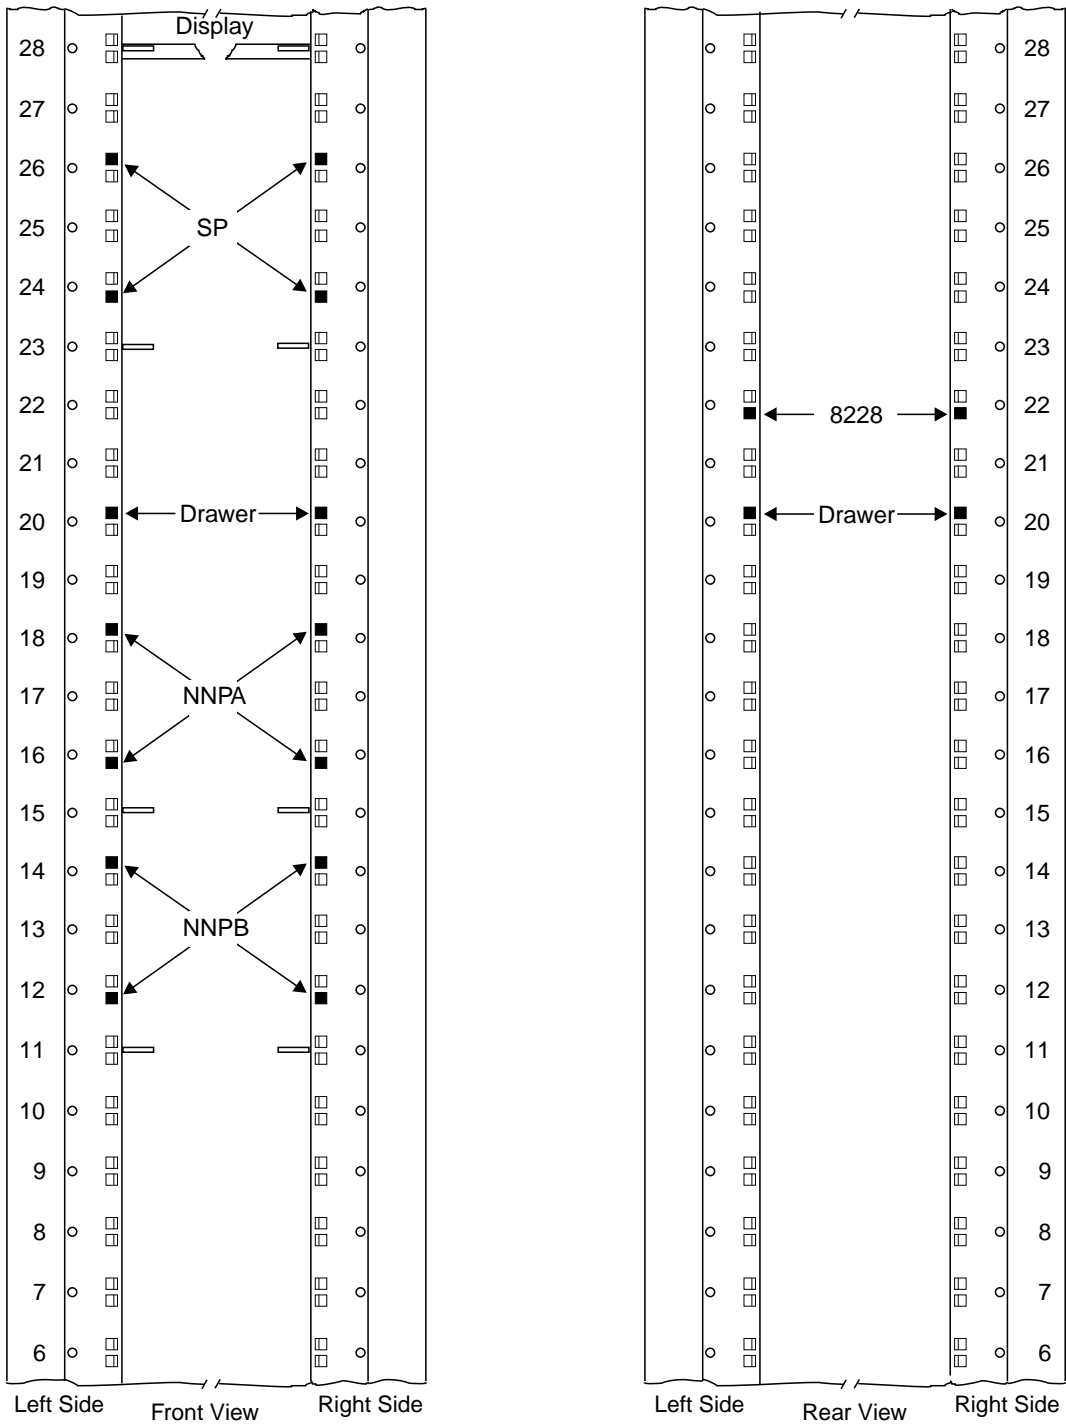 Display
28 28
27 27
26 26
25 SP 25
24 24
23 23
22 8228 22
21 21
20 Drawer Drawer 20
19 19
18 18
17 NNPA 17
16 16
15 15
14 14
13 NNPB 13
12 12
11 11
10 10
9 9
8 8
7 7
6 6
Left Side Front View Right Side Left Side Rear View Right Side